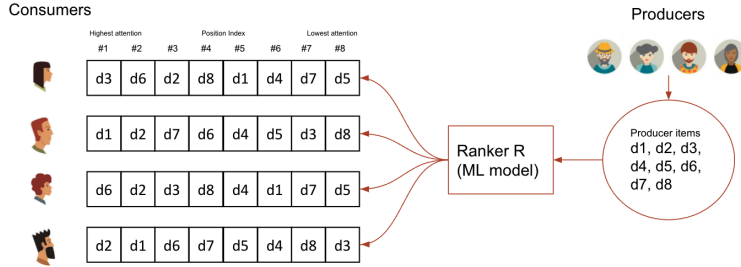 Consumers
Producers
Highest attention Position Index Lowest attention
#1 #2 #3 #4 #5 #6 #7 #8
d3 d6 d2 d8 d1 d4 d7 d5
d1 d2 d7 d6 d4 d5 d3 d8
d6 d2 d3 d8 d4 d1 d7 d5
d2 d1 d6 d7 d5 d4 d8 d3
Ranker R
(ML model)
Producer items
d1, d2, d3,
d4, d5, d6,
d7, d8